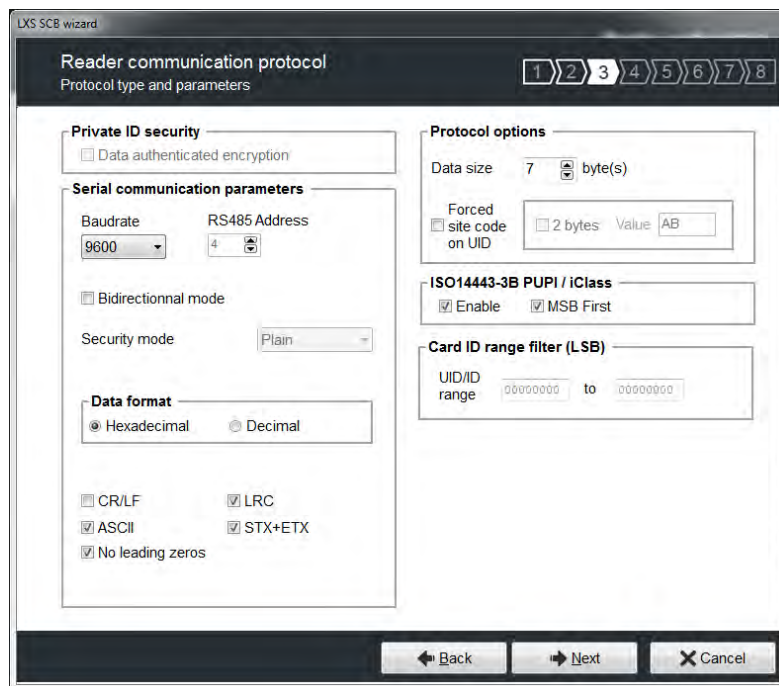 LXS SCB wizard
Reader communication protocol
Protocol type and parameters
1 2 3 4 5 6 7 8
Private ID security
Data authenticated encryption
Serial communication parameters
Baudrate RS485 Address
9600 4
Bidirectionnal mode
Security mode Plain
Data format
Hexadecimal Decimal
CR/LF LRC
ASCII STX+ETX
No leading zeros
Protocol options
Data size 7 byte(s)
Forced
site code
on UID
2 bytes Value AB
ISO14443-3B PUPI / iClass
Enable MSB First
Card ID range filter (LSB)
UID/ID
range
00000000 to 00000000
Back Next Cancel